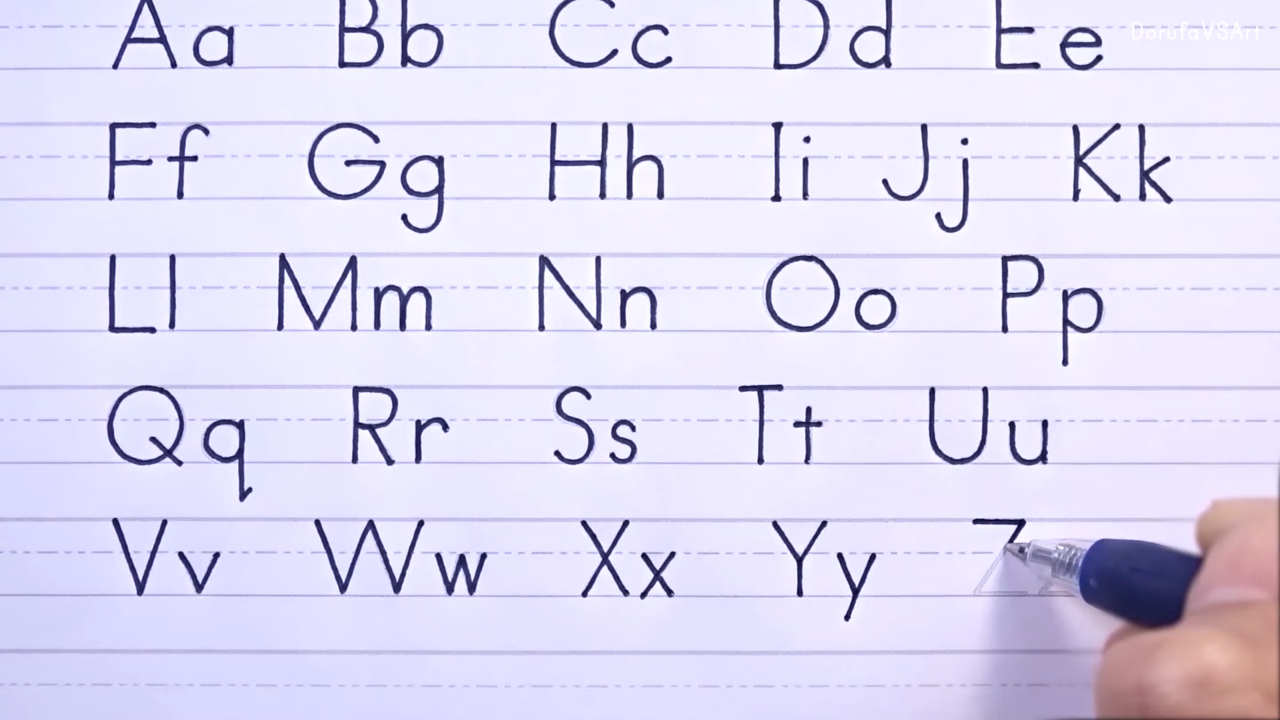 DorufaVSArt
Aa Bb Cc Dd Ee
Ff Gg Hh Ii Jj Kk
Ll Mm Nn Oo Pp
Qq Rr Ss Tt Uu
Vv Ww Xx Yy Z